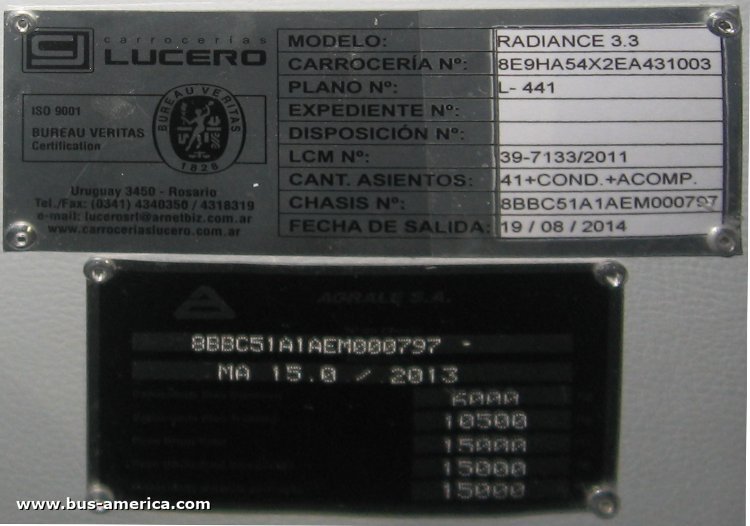 carrocerías
LUCERO
ISO 9001
BUREAU VERITAS
Certification
BUREAU VERITAS
1828
Uruguay 3450 - Rosario
Tel./Fax: (0341) 4340350 / 4318319
e-mail: lucerosrl@arnetbiz.com.ar
www.carroceriaslucero.com.ar
MODELO: RADIANCE 3.3
CARROCERÍA Nº: 8E9HA54X2EA431003
PLANO Nº: L- 441
EXPEDIENTE Nº:
DISPOSICIÓN Nº:
LCM Nº: 39-7133/2011
CANT. ASIENTOS: 41+COND.+ACOMP.
CHASIS Nº: 8BBC51A1AEM000797
FECHA DE SALIDA: 19 / 08 / 2014
AGRALE S.A.
8BBC51A1AEM000797 -
MA 15.0 / 2013
6000
10500
15000
15000
15000
www.bus-america.com